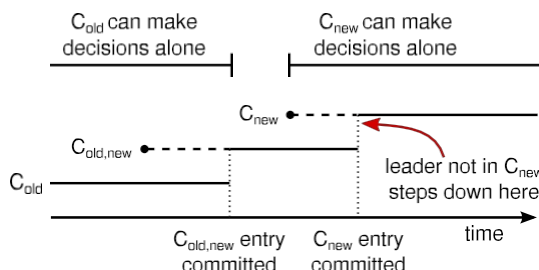 C_old can make
decisions alone
C_new can make
decisions alone
C_new
C_old,new
C_old
leader not in C_new
steps down here
time
C_old,new entry
committed
C_new entry
committed